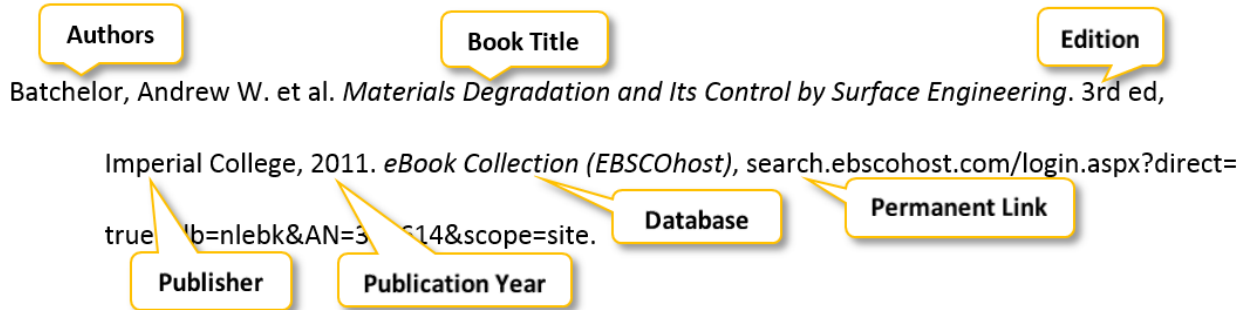 Authors
Book Title
Edition
Batchelor, Andrew W. et al. Materials Degradation and Its Control by Surface Engineering. 3rd ed,
Imperial College, 2011. eBook Collection (EBSCOhost), search.ebscohost.com/login.aspx?direct=
Database
Permanent Link
true lb=nlebk&AN=3 614&scope=site.
Publisher
Publication Year